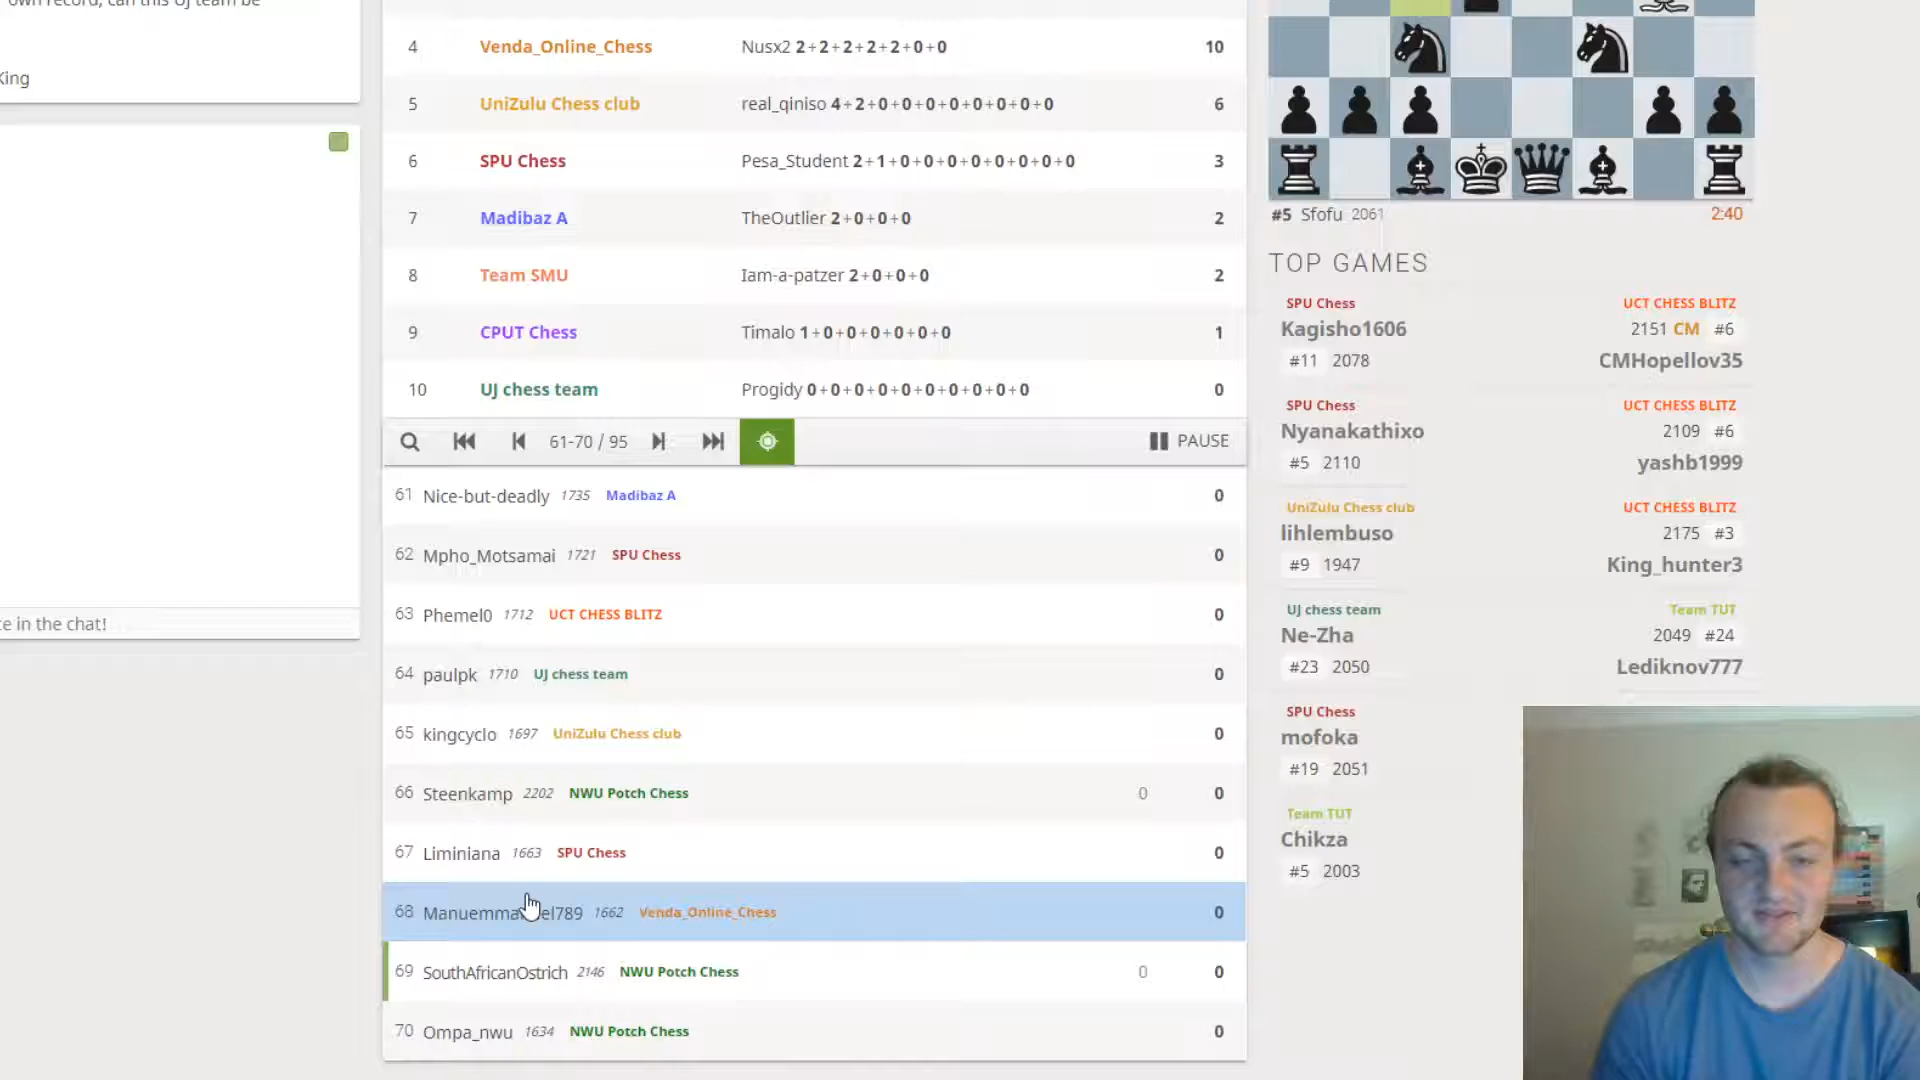 own record, can this UJ team be
King
e in the chat!
4 Venda_Online_Chess Nusx2 2+2+2+2+2+0+0 10
5 UniZulu Chess club real_qiniso 4+2+0+0+0+0+0+0+0+0 6
6 SPU Chess Pesa_Student 2+1+0+0+0+0+0+0+0+0 3
7 Madibaz A TheOutlier 2+0+0+0 2
8 Team SMU Iam-a-patzer 2+0+0+0 2
9 CPUT Chess Timalo 1+0+0+0+0+0+0 1
10 UJ chess team Progidy 0+0+0+0+0+0+0+0+0+0 0
61-70 / 95 PAUSE
61 Nice-but-deadly 1735 Madibaz A 0
62 Mpho_Motsamai 1721 SPU Chess 0
63 Phemel0 1712 UCT CHESS BLITZ 0
64 paulpk 1710 UJ chess team 0
65 kingcyclo 1697 UniZulu Chess club 0
66 Steenkamp 2202 NWU Potch Chess 0 0
67 Liminiana 1663 SPU Chess 0
68 1662 Venda_Online_Chess 0
69 SouthAfricanOstrich 2146 NWU Potch Chess 0 0
70 Ompa_nwu 1634 NWU Potch Chess 0
#5 Sfofu 2061 2:40
TOP GAMES
SPU Chess UCT CHESS BLITZ
Kagisho1606 2151 CM #6
#11 2078 CMHopellov35
SPU Chess UCT CHESS BLITZ
Nyanakathixo 2109 #6
#5 2110 yashb1999
UniZulu Chess club UCT CHESS BLITZ
lihlembuso 2175 #3
#9 1947 King_hunter3
UJ chess team Team TUT
Ne-Zha 2049 #24
#23 2050 Lediknov777
SPU Chess
mofoka
#19 2051
Team TUT
Chikza
#5 2003